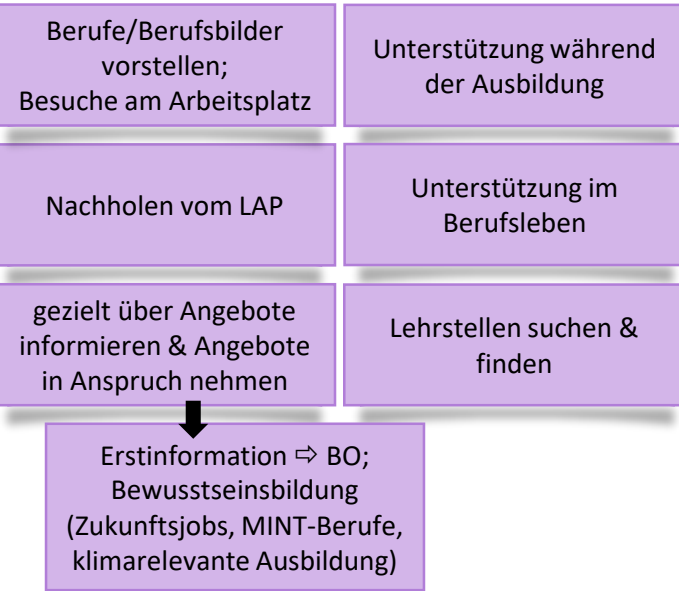 Berufe/Berufsbilder
vorstellen;
Besuche am Arbeitsplatz
Unterstützung während
der Ausbildung
Nachholen vom LAP
Unterstützung im
Berufsleben
gezielt über Angebote
informieren & Angebote
in Anspruch nehmen
Lehrstellen suchen &
finden
Erstinformation ⇨ BO;
Bewusstseinsbildung
(Zukunftsjobs, MINT-Berufe,
klimarelevante Ausbildung)